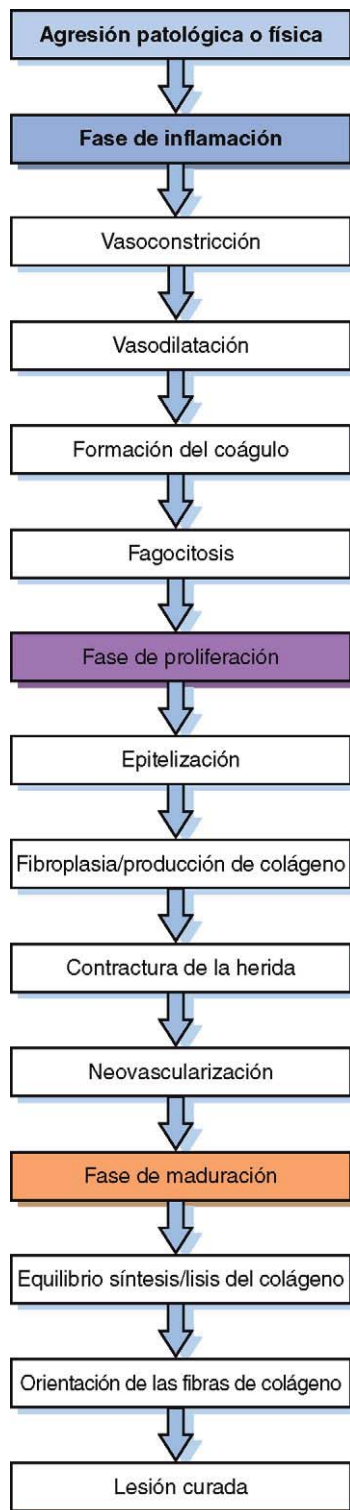 Agresión patológica o física
Fase de inflamación
Vasoconstricción
Vasodilatación
Formación del coágulo
Fagocitosis
Fase de proliferación
Epitelización
Fibroplasia/producción de colágeno
Contractura de la herida
Neovascularización
Fase de maduración
Equilibrio síntesis/lisis del colágeno
Orientación de las fibras de colágeno
Lesión curada